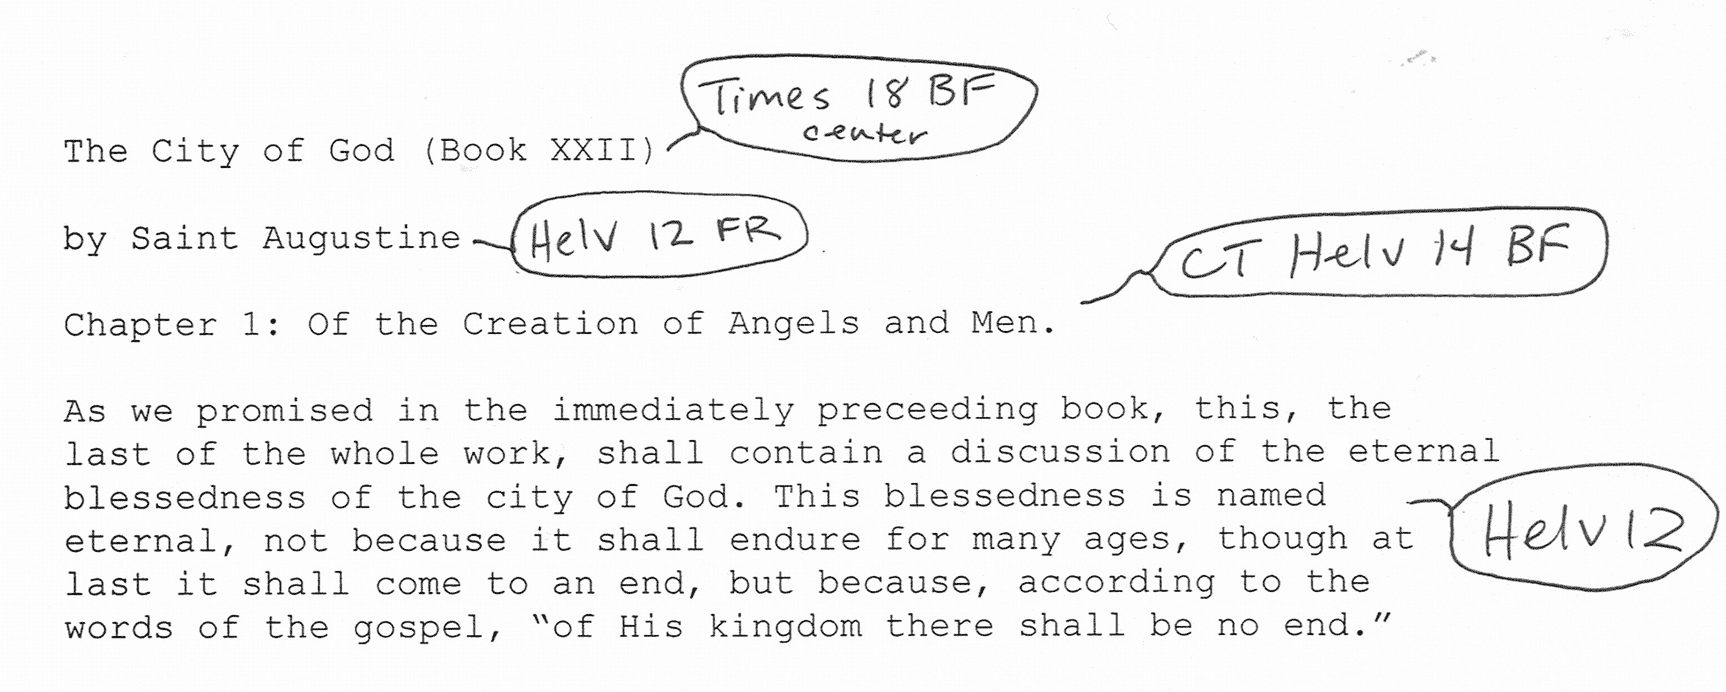 Times 18 BF
center
The City of God (Book XXII)
by Saint Augustine
Helv 12 FR
CT Helv 14 BF
Chapter 1: Of the Creation of Angels and Men.
As we promised in the immediately preceeding book, this, the
last of the whole work, shall contain a discussion of the eternal
blessedness of the city of God. This blessedness is named
eternal, not because it shall endure for many ages, though at
Helv 12
last it shall come to an end, but because, according to the
words of the gospel, “of His kingdom there shall be no end.”